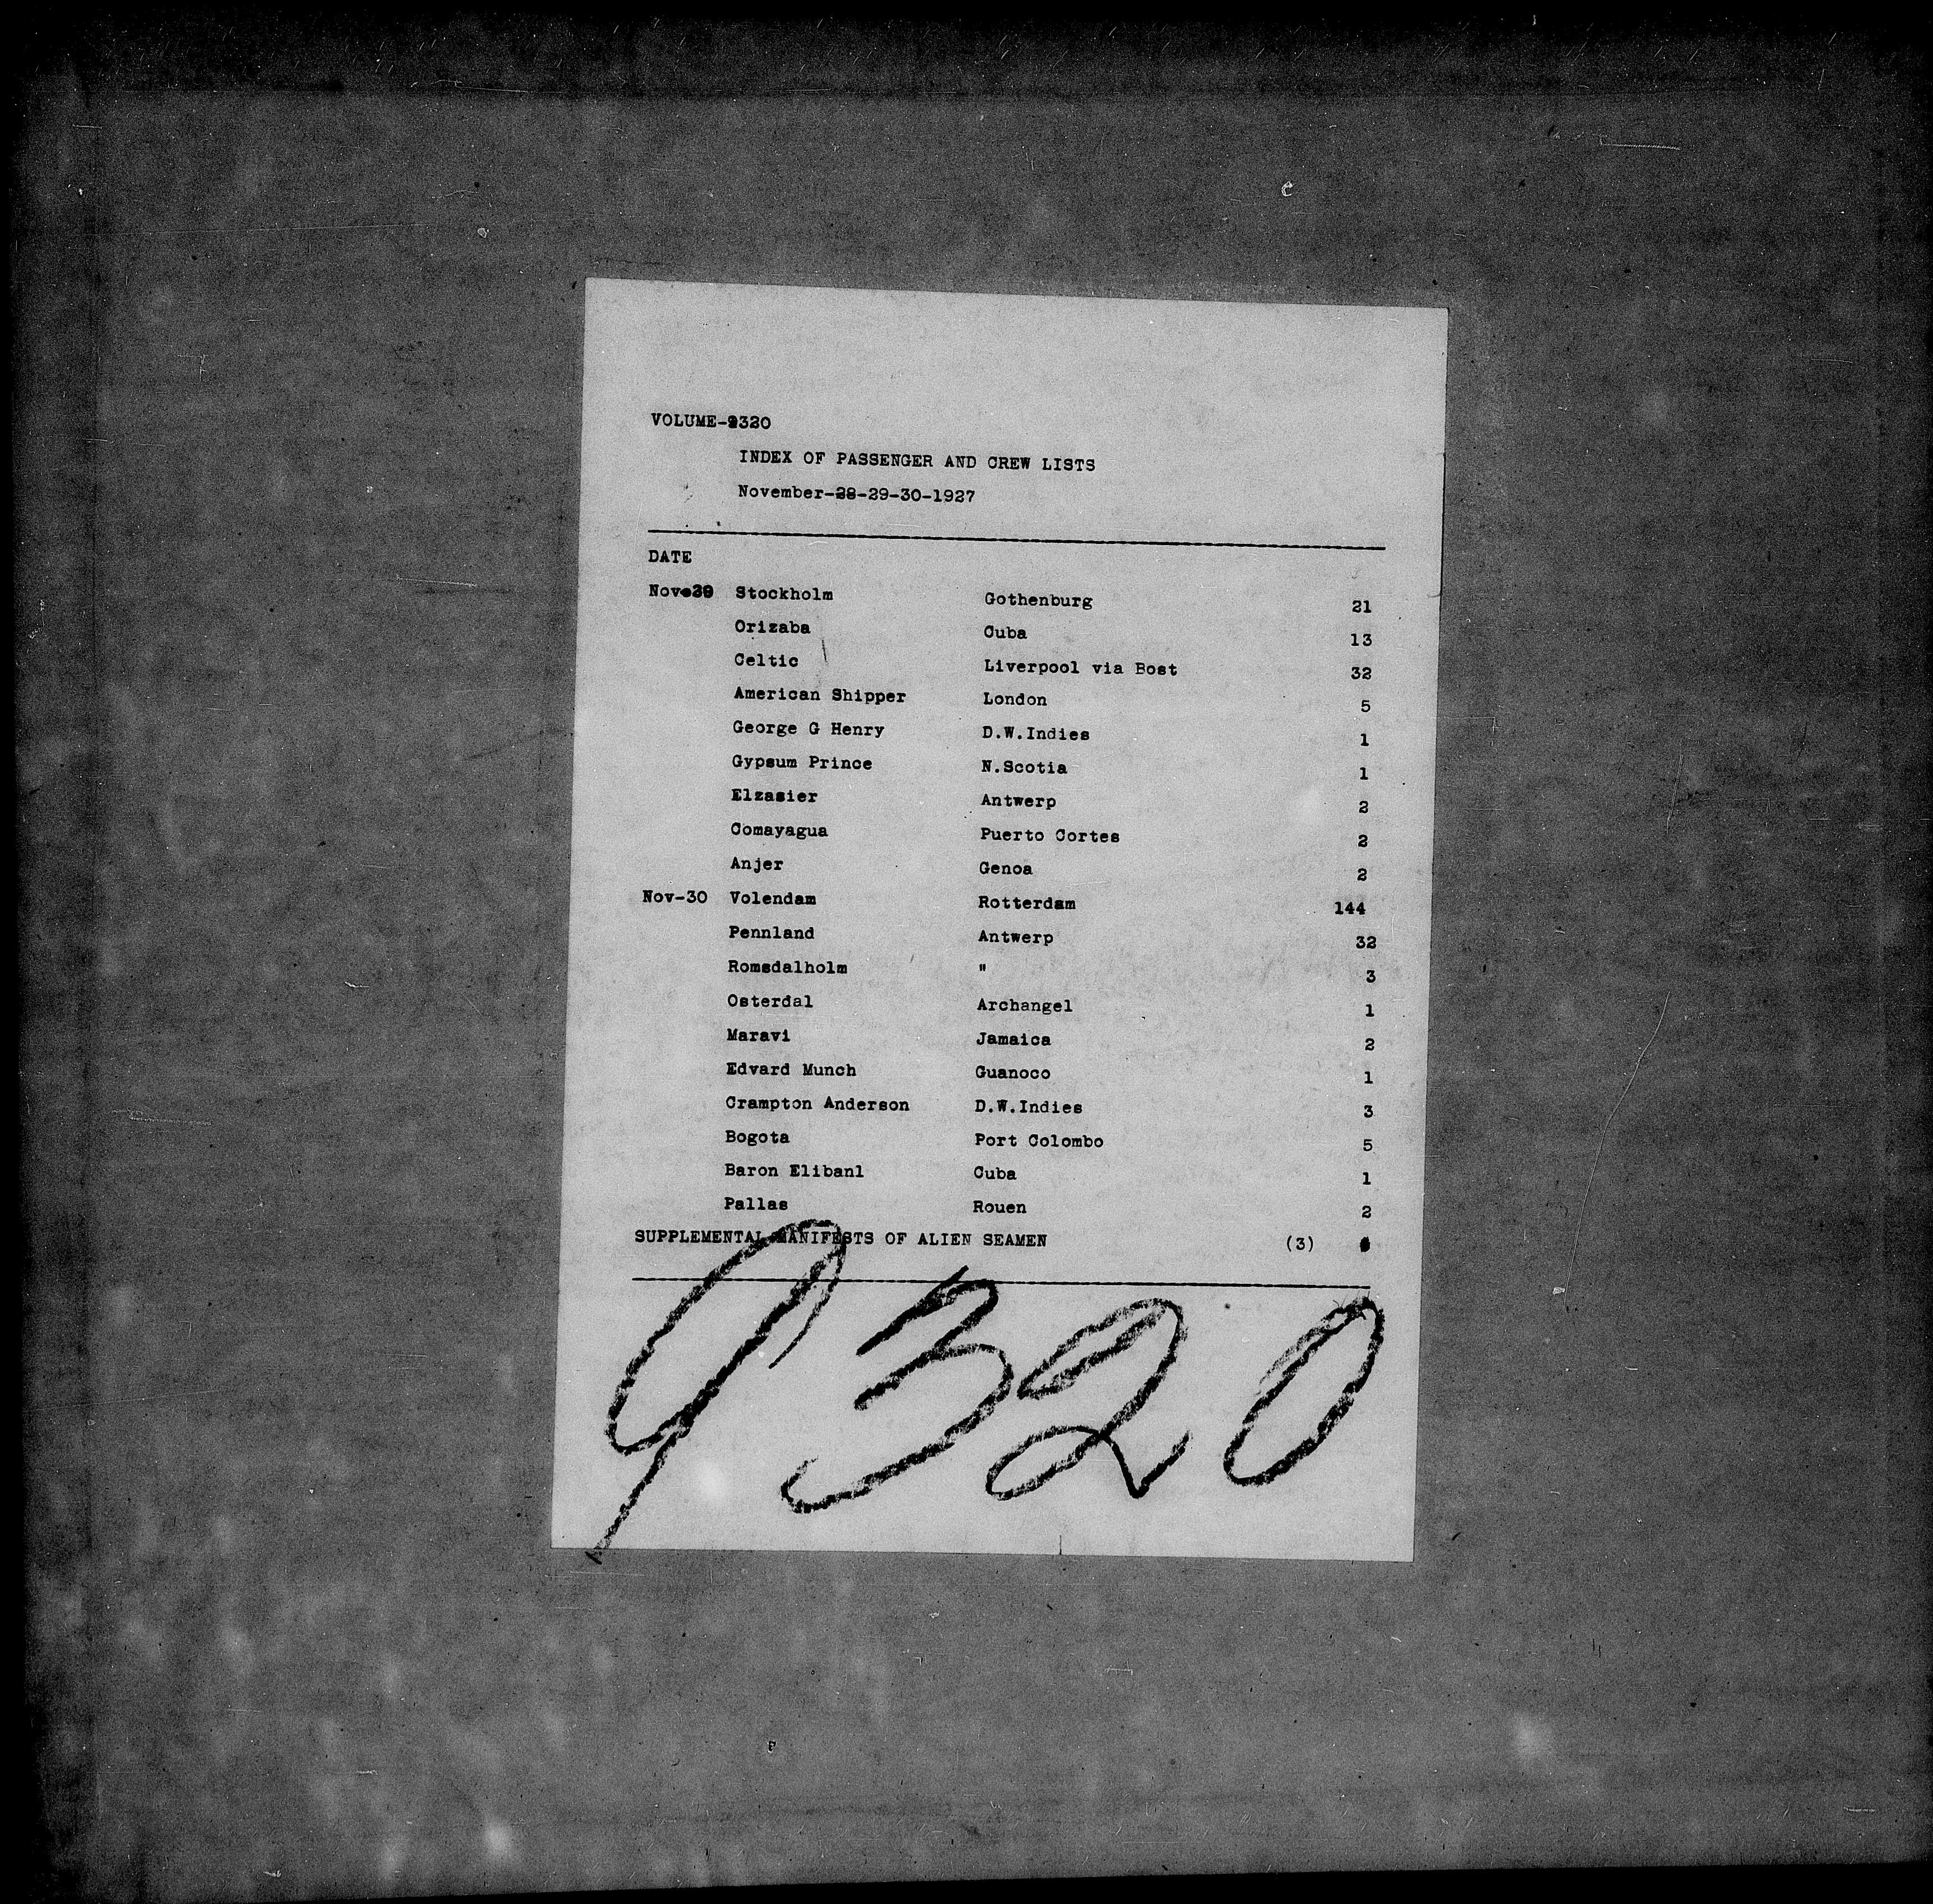 VOLUME-9320
INDEX OF PASSENGER AND CREW LISTS
November-28-29-30-1927
DATE
Nov-29 Stockholm Gothenburg 21
Orizaba Cuba 13
Celtic Liverpool via Bost 32
American Shipper London 5
George G Henry D.W.Indies 1
Gypsum Prince N.Scotia 1
Elzasier Antwerp 2
Comayagua Puerto Cortes 2
Anjer Genoa 2
Nov-30 Volendam Rotterdam 144
Pennland Antwerp 32
Romsdalholm " 3
Osterdal Archangel 1
Maravi Jamaica 2
Edvard Munch Guanoco 1
Crampton Anderson D.W.Indies 3
Bogota Port Colombo 5
Baron Elibanl Cuba 1
Pallas Rouen 2
SUPPLEMENTAL MANIFESTS OF ALIEN SEAMEN (3)
9320